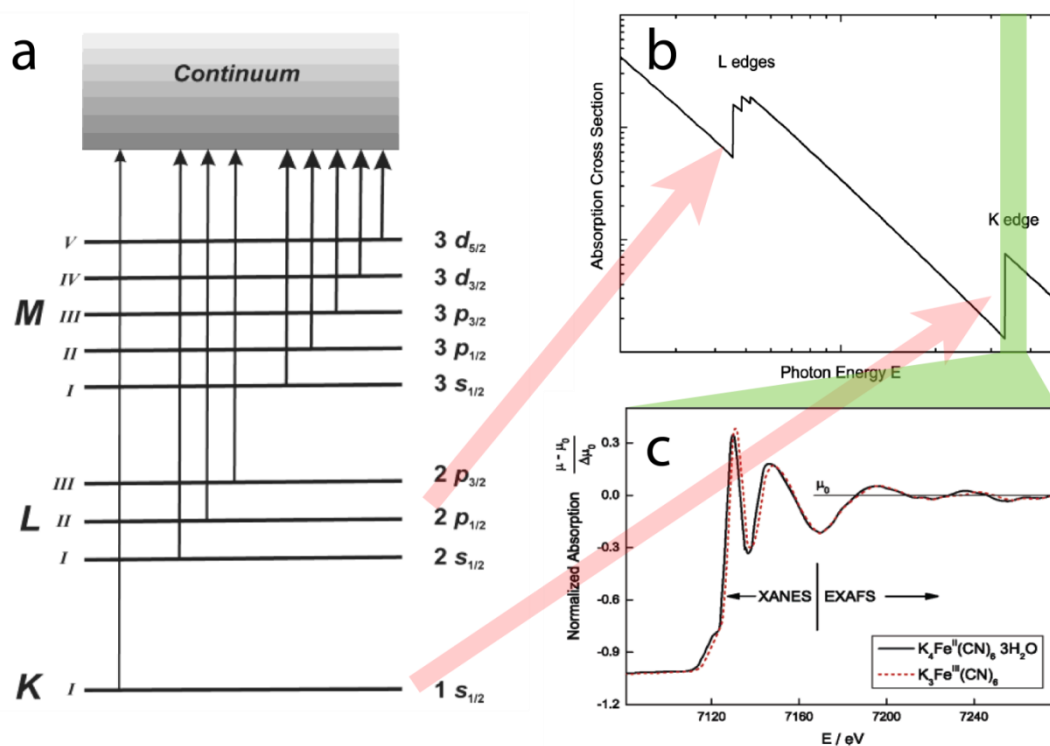 a
Continuum
V 3 d5/2
IV 3 d3/2
M III 3 p3/2
II 3 p1/2
I 3 s1/2
III 2 p3/2
L II 2 p1/2
I 2 s1/2
K I 1 s1/2
b
L edges
K edge
Absorption Cross Section
Photon Energy E
c
μ - μ0
Δμ0
Normalized Absorption
0.3
0.0
-0.3
-0.6
-0.9
-1.2
μ0
XANES EXAFS
K4FeII(CN)6 3H2O
K3FeIII(CN)6
7120 7160 7200 7240
E / eV